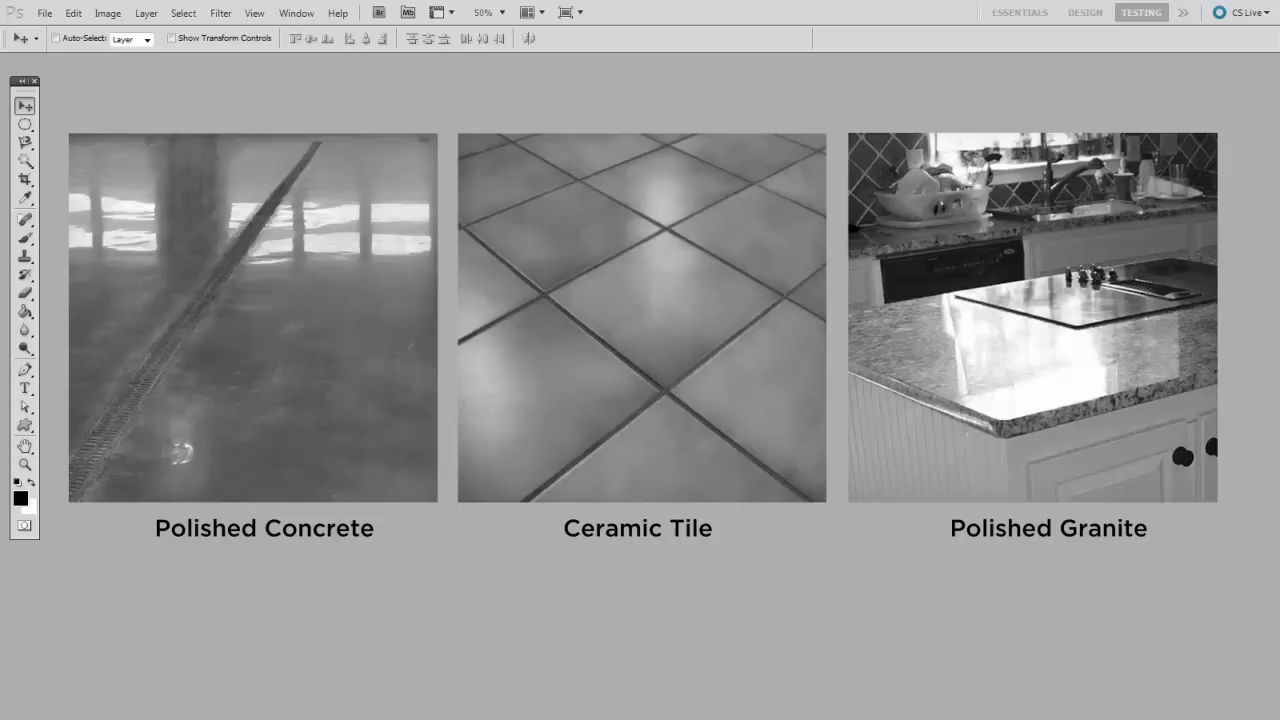 Ps File Edit Image Layer Select Filter View Window Help Br Mb 50% ESSENTIALS DESIGN TESTING CS Live
Auto-Select: Layer Show Transform Controls
Polished Concrete
Ceramic Tile
Polished Granite